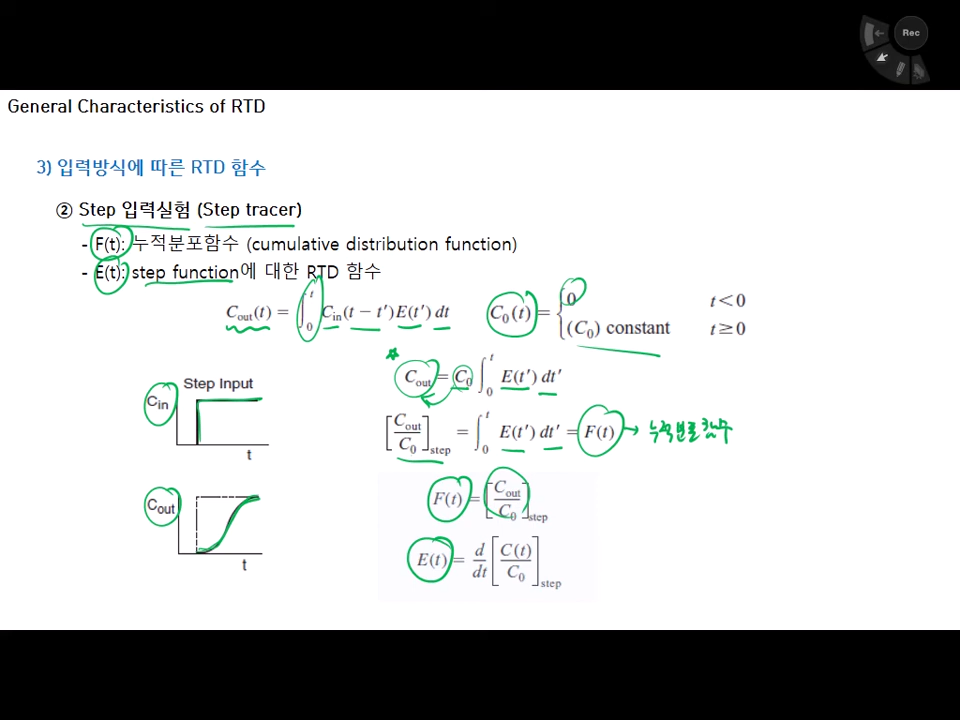 Rec
General Characteristics of RTD
3) 입력방식에 따른 RTD 함수
② Step 입력실험 (Step tracer)
- F(t): 누적분포함수 (cumulative distribution function)
- E(t): step function에 대한 RTD 함수
C_out(t) = ∫_0^t C_in(t − t′)E(t′) dt
C_0(t) = { 0 t < 0
(C_0) constant t ≥ 0
C_out = C_0 ∫_0^t E(t′) dt′
[C_out/C_0]_step = ∫_0^t E(t′) dt′ = F(t) → 누적분포함수
F(t) = [C_out/C_0]_step
E(t) = d/dt [C(t)/C_0]_step
Step Input
C_in
t
C_out
t